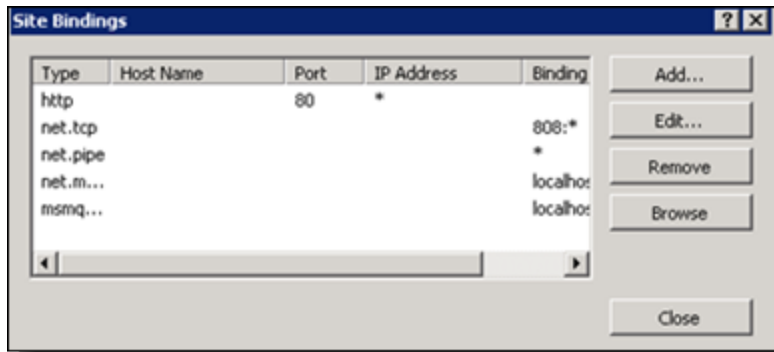 Site Bindings
Type Host Name Port IP Address Binding
http 80 *
net.tcp 808:*
net.pipe *
net.m... localhos
msmq... localhos
Add...
Edit...
Remove
Browse
Close